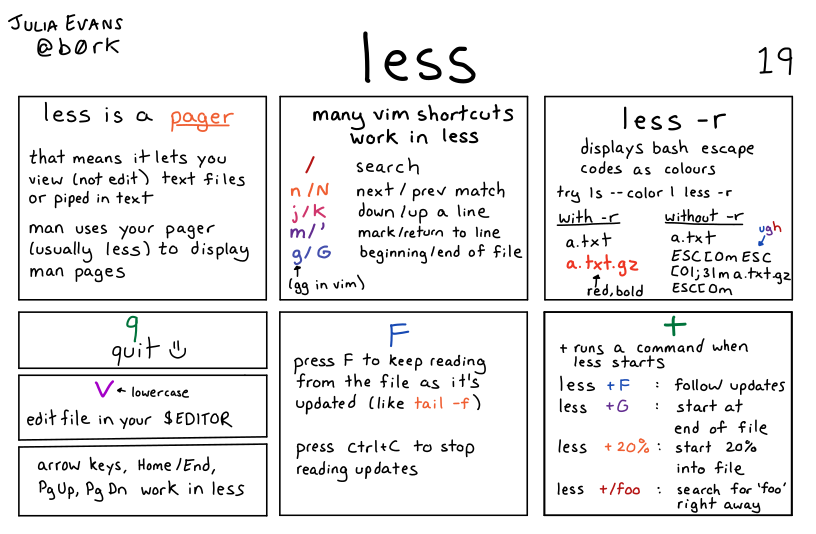 JULIA EVANS
@b0rk
less
19
less is a pager
that means it lets you
view (not edit) text files
or piped in text
man uses your pager
(usually less) to display
man pages
many vim shortcuts
work in less
/ search
n/N next/prev match
j/K down/up a line
m/' mark/return to line
g/G beginning/end of file
(gg in vim)
less -r
displays bash escape
codes as colours
try ls --color | less -r
with -r
a.txt
a.txt.gz
red, bold
without -r
a.txt
ugh
ESC[0m ESC
[01;31m a.txt.gz
ESC[0m
q
quit
V ← lowercase
edit file in your $EDITOR
arrow keys, Home/End,
PgUp, PgDn work in less
F
press F to keep reading
from the file as it's
updated (like tail -f)
press Ctrl+C to stop
reading updates
+
+ runs a command when
less starts
less +F : follow updates
less +G : start at
end of file
less +20% : start 20%
into file
less +/foo : search for 'foo'
right away